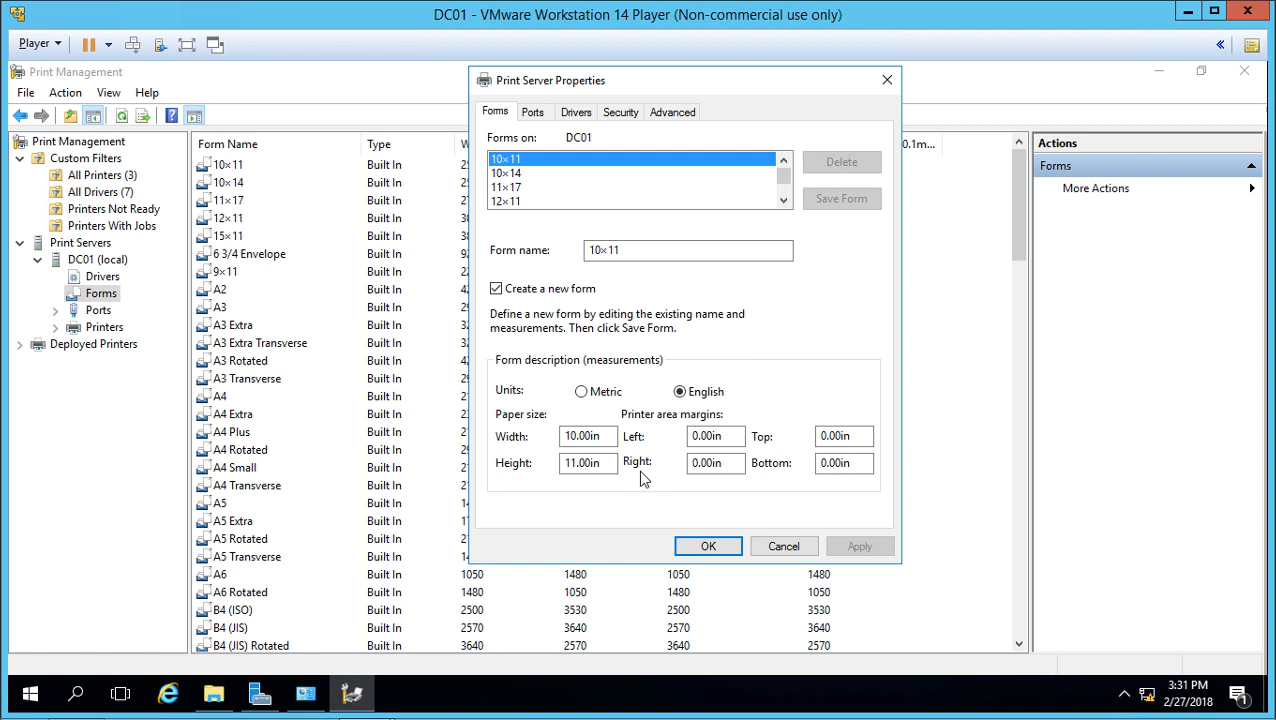 DC01 - VMware Workstation 14 Player (Non-commercial use only)
Player
Print Management
File Action View Help
Print Management
Custom Filters
All Printers (3)
All Drivers (7)
Printers Not Ready
Printers With Jobs
Print Servers
DC01 (local)
Drivers
Forms
Ports
Printers
Deployed Printers
Form Name Type
10×11 Built In
10×14 Built In
11×17 Built In
12×11 Built In
15×11 Built In
6 3/4 Envelope Built In
9×11 Built In
A2 Built In
A3 Built In
A3 Extra Built In
A3 Extra Transverse Built In
A3 Rotated Built In
A3 Transverse Built In
A4 Built In
A4 Extra Built In
A4 Plus Built In
A4 Rotated Built In
A4 Small Built In
A4 Transverse Built In
A5 Built In
A5 Extra Built In
A5 Rotated Built In
A5 Transverse Built In
A6 Built In 1050 1480 1050 1480
A6 Rotated Built In 1480 1050 1480 1050
B4 (ISO) Built In 2500 3530 2500 3530
B4 (JIS) Built In 2570 3640 2570 3640
B4 (JIS) Rotated Built In 3640 2570 3640 2570
Print Server Properties
Forms Ports Drivers Security Advanced
Forms on: DC01
10×11
10×14
11×17
12×11
Delete
Save Form
Form name: 10×11
Create a new form
Define a new form by editing the existing name and
measurements. Then click Save Form.
Form description (measurements)
Units: Metric English
Paper size: Printer area margins:
Width: 10.00in Left: 0.00in Top: 0.00in
Height: 11.00in Right: 0.00in Bottom: 0.00in
OK Cancel Apply
0.1m...
Actions
Forms
More Actions
3:31 PM
2/27/2018
1